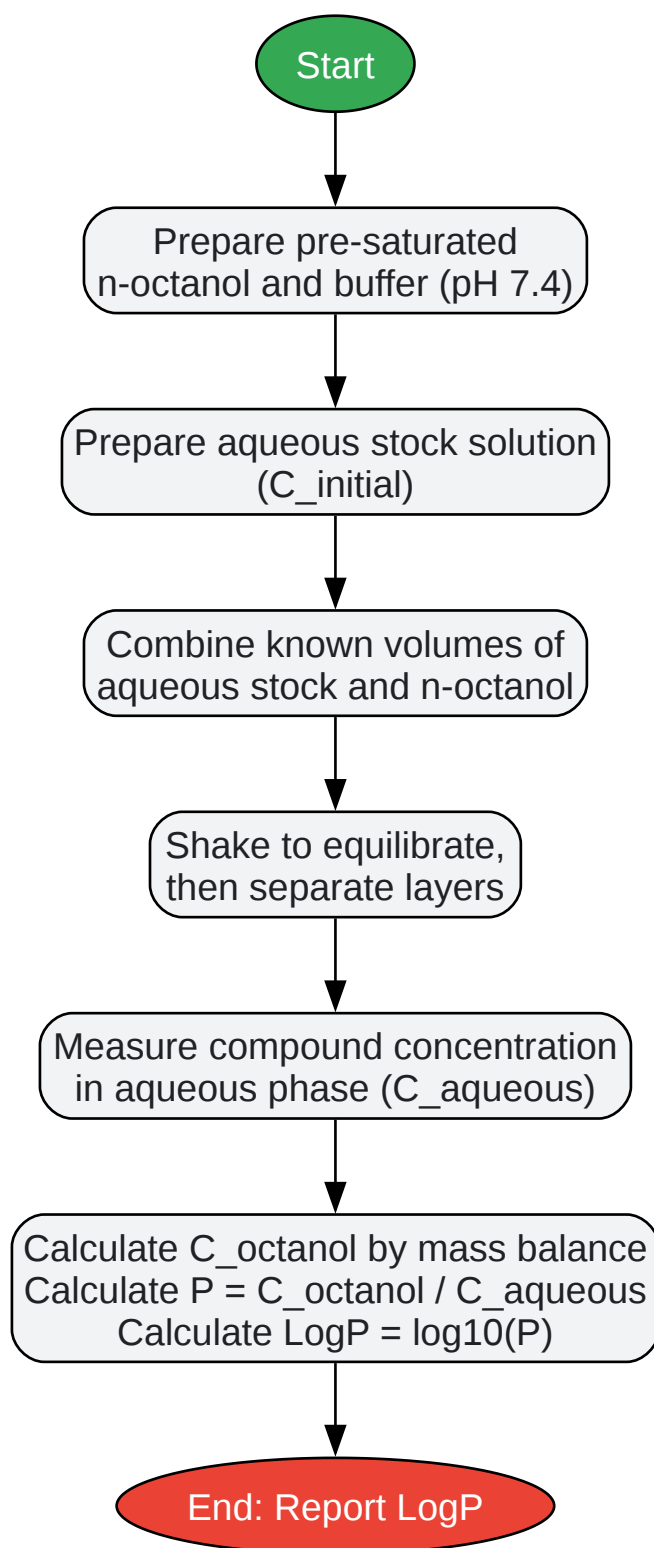 Start
Prepare pre-saturated
n-octanol and buffer (pH 7.4)
Prepare aqueous stock solution
(C_initial)
Combine known volumes of
aqueous stock and n-octanol
Shake to equilibrate,
then separate layers
Measure compound concentration
in aqueous phase (C_aqueous)
Calculate C_octanol by mass balance
Calculate P = C_octanol / C_aqueous
Calculate LogP = log10(P)
End: Report LogP